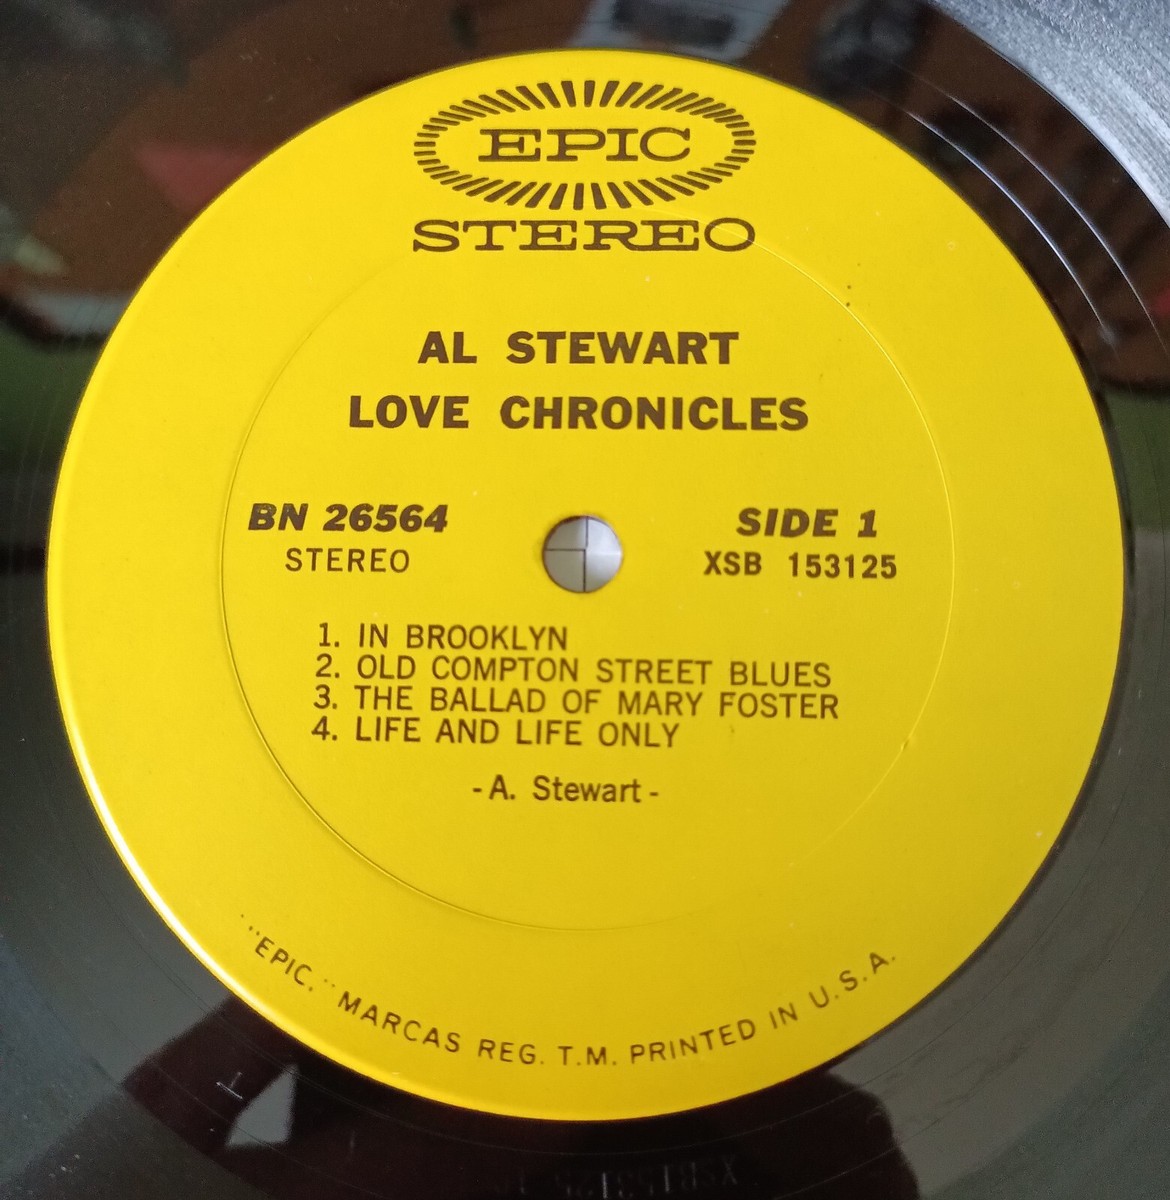 EPIC
STEREO
AL STEWART
LOVE CHRONICLES
BN 26564
STEREO
SIDE 1
XSB 153125
1. IN BROOKLYN
2. OLD COMPTON STREET BLUES
3. THE BALLAD OF MARY FOSTER
4. LIFE AND LIFE ONLY
-A. Stewart-
"EPIC," MARCAS REG. T.M. PRINTED IN U.S.A.